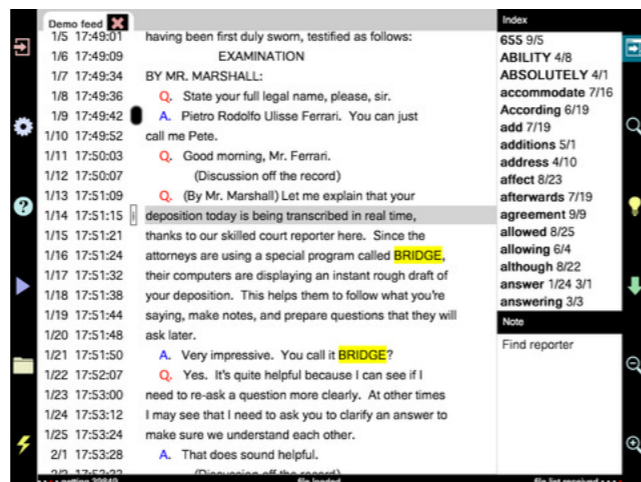 Demo feed
1/5 17:49:01 having been first duly sworn, testified as follows:
1/6 17:49:09 EXAMINATION
1/7 17:49:34 BY MR. MARSHALL:
1/8 17:49:36 Q. State your full legal name, please, sir.
1/9 17:49:42 A. Pietro Rodolfo Ulisse Ferrari. You can just
1/10 17:49:52 call me Pete.
1/11 17:50:03 Q. Good morning, Mr. Ferrari.
1/12 17:50:07 (Discussion off the record)
1/13 17:51:09 Q. (By Mr. Marshall) Let me explain that your
1/14 17:51:15 deposition today is being transcribed in real time,
1/15 17:51:21 thanks to our skilled court reporter here. Since the
1/16 17:51:24 attorneys are using a special program called BRIDGE,
1/17 17:51:32 their computers are displaying an instant rough draft of
1/18 17:51:38 your deposition. This helps them to follow what you're
1/19 17:51:44 saying, make notes, and prepare questions that they will
1/20 17:51:48 ask later.
1/21 17:51:50 A. Very impressive. You call it BRIDGE?
1/22 17:52:07 Q. Yes. It's quite helpful because I can see if I
1/23 17:53:00 need to re-ask a question more clearly. At other times
1/24 17:53:12 I may see that I need to ask you to clarify an answer to
1/25 17:53:24 make sure we understand each other.
2/1 17:53:28 A. That does sound helpful.
(Discussion off the record)
Index
655 9/5
ABILITY 4/8
ABSOLUTELY 4/1
accommodate 7/16
According 6/19
add 7/19
additions 5/1
address 4/10
affect 8/23
afterwards 7/19
agreement 9/9
allowed 8/25
allowing 6/4
although 8/22
answer 1/24 3/1
answering 3/3
Note
Find reporter
file loaded
file list received